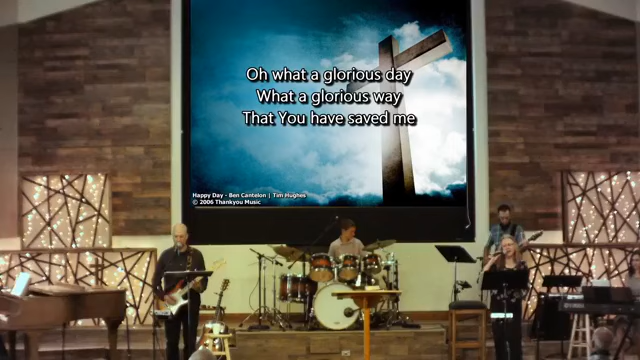 Oh what a glorious day
What a glorious way
That You have saved me
Happy Day - Ben Cantelon | Tim Hughes
© 2006 Thankyou Music